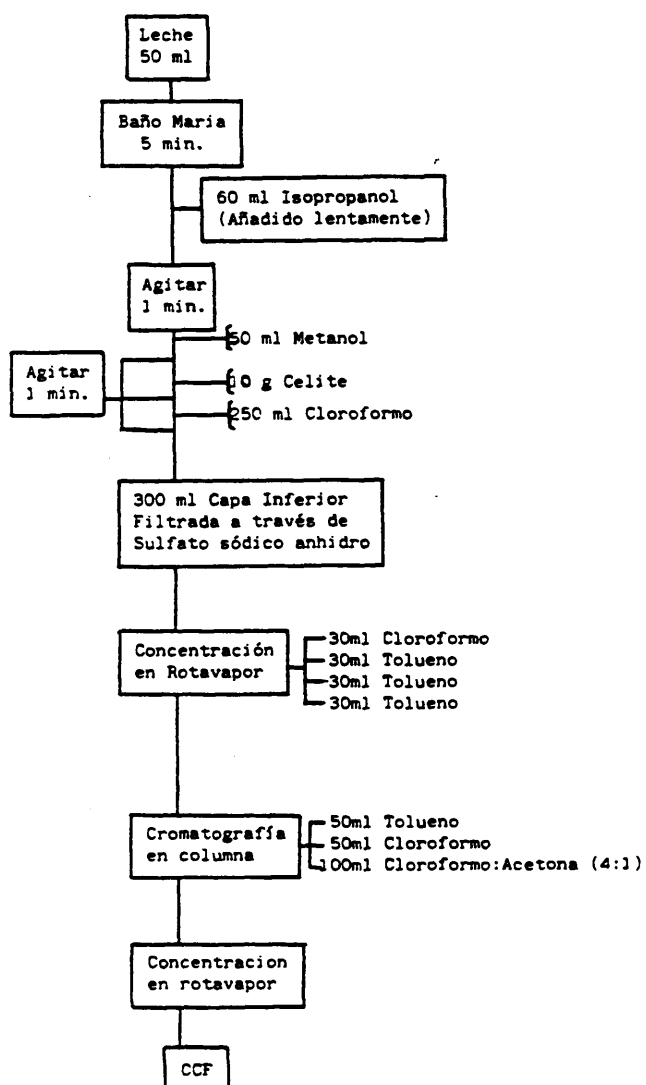 Leche
50 ml
Baño Maria
5 min.
60 ml Isopropanol
(Añadido lentamente)
Agitar
1 min.
50 ml Metanol
Agitar
1 min.
10 g Celite
250 ml Cloroformo
300 ml Capa Inferior
Filtrada a través de
Sulfato sódico anhidro
Concentración
en Rotavapor
30ml Cloroformo
30ml Tolueno
30ml Tolueno
30ml Tolueno
Cromatografía
en columna
50ml Tolueno
50ml Cloroformo
100ml Cloroformo:Acetona (4:1)
Concentracion
en rotavapor
CCF